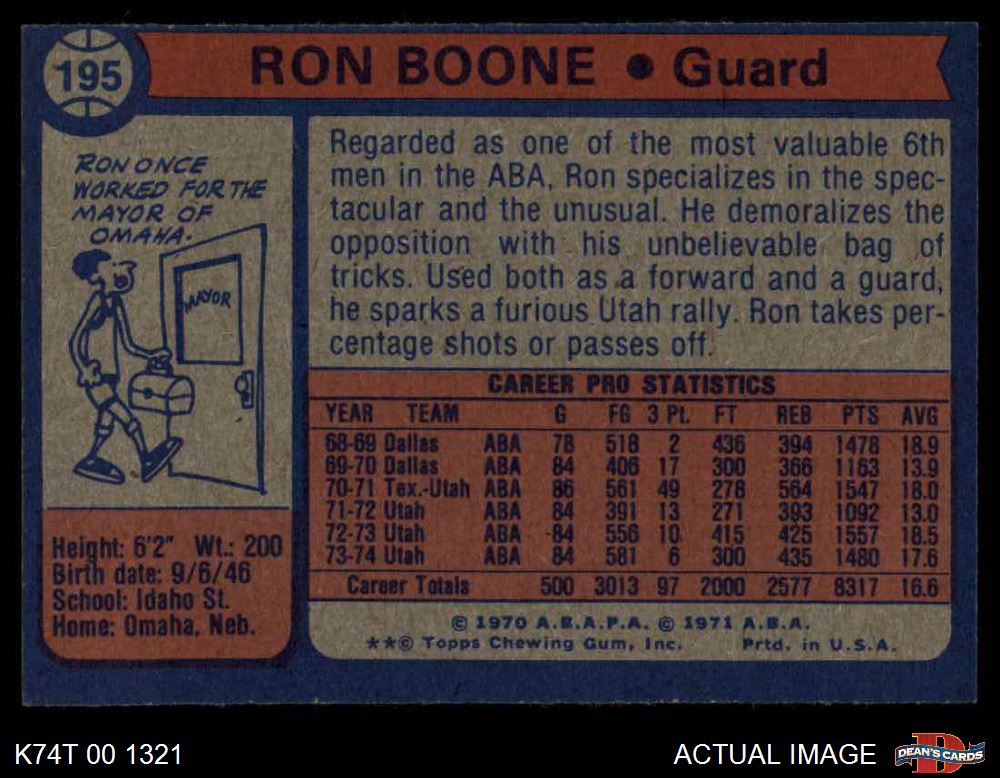 195
RON BOONE • Guard
RON ONCE
WORKED FOR THE
MAYOR OF
OMAHA.
MAYOR
Height: 6'2" Wt.: 200
Birth date: 9/6/46
School: Idaho St.
Home: Omaha, Neb.
Regarded as one of the most valuable 6th
men in the ABA, Ron specializes in the spec-
tacular and the unusual. He demoralizes the
opposition with his unbelievable bag of
tricks. Used both as a forward and a guard,
he sparks a furious Utah rally. Ron takes per-
centage shots or passes off.
CAREER PRO STATISTICS
YEAR TEAM G FG 3 Pt. FT REB PTS AVG
68-69 Dallas ABA 78 518 2 436 394 1478 18.9
69-70 Dallas ABA 84 406 17 300 366 1163 13.9
70-71 Tex.-Utah ABA 86 561 49 278 564 1547 18.0
71-72 Utah ABA 84 391 13 271 393 1092 13.0
72-73 Utah ABA 84 556 10 415 425 1557 18.5
73-74 Utah ABA 84 581 6 300 435 1480 17.6
Career Totals 500 3013 97 2000 2577 8317 16.6
© 1970 A.B.A.P.A. © 1971 A.B.A.
**© Topps Chewing Gum, Inc. Prtd. in U.S.A.
K74T 00 1321
ACTUAL IMAGE
DEAN'S CARDS